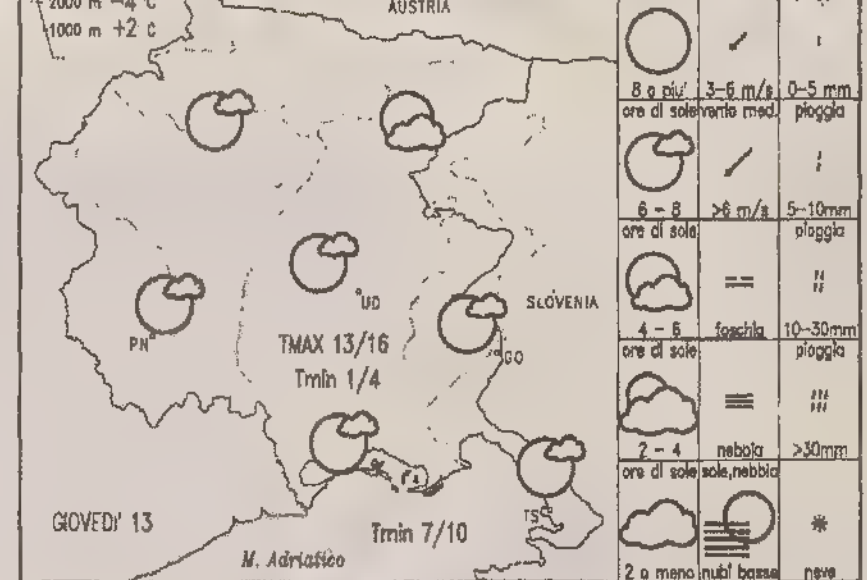 2000 m -4 C
1000 m +2 C
AUSTRIA
UD
SLOVENIA
PN
TMAX 13/16
Tmin 1/4
GO
GIOVEDI' 13
Tmin 7/10
TS
M. Adriatico
8 o piu' 3-6 m/s 0-5 mm
ore di sole vento med. pioggia
6 - 8 >6 m/s 5-10mm
ore di sole pioggia
4 - 6 foschia 10-30mm
ore di sole pioggia
2 - 4 nebbia >30mm
ore di sole sole,nebbia
2 o meno nubi basse neve